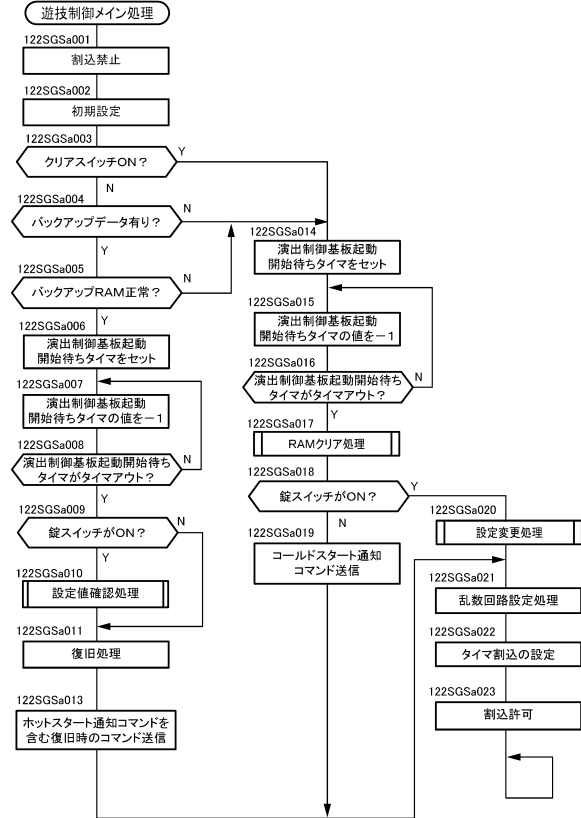 遊技制御メイン処理
122SGSa001
割込禁止
122SGSa002
初期設定
122SGSa003
クリアスイッチON?
Y
N
122SGSa004
バックアップデータ有り?
N
Y
122SGSa005
バックアップRAM正常?
N
Y
122SGSa006
演出制御基板起動
開始待ちタイマをセット
122SGSa007
演出制御基板起動
開始待ちタイマの値を−1
122SGSa008
演出制御基板起動開始待ち
タイマがタイマアウト?
N
Y
122SGSa009
錠スイッチがON?
N
Y
122SGSa010
設定値確認処理
122SGSa011
復旧処理
122SGSa013
ホットスタート通知コマンドを
含む復旧時のコマンド送信
122SGSa014
演出制御基板起動
開始待ちタイマをセット
122SGSa015
演出制御基板起動
開始待ちタイマの値を−1
122SGSa016
演出制御基板起動開始待ち
タイマがタイマアウト?
N
Y
122SGSa017
RAMクリア処理
122SGSa018
錠スイッチがON?
Y
N
122SGSa019
コールドスタート通知
コマンド送信
122SGSa020
設定変更処理
122SGSa021
乱数回路設定処理
122SGSa022
タイマ割込の設定
122SGSa023
割込許可